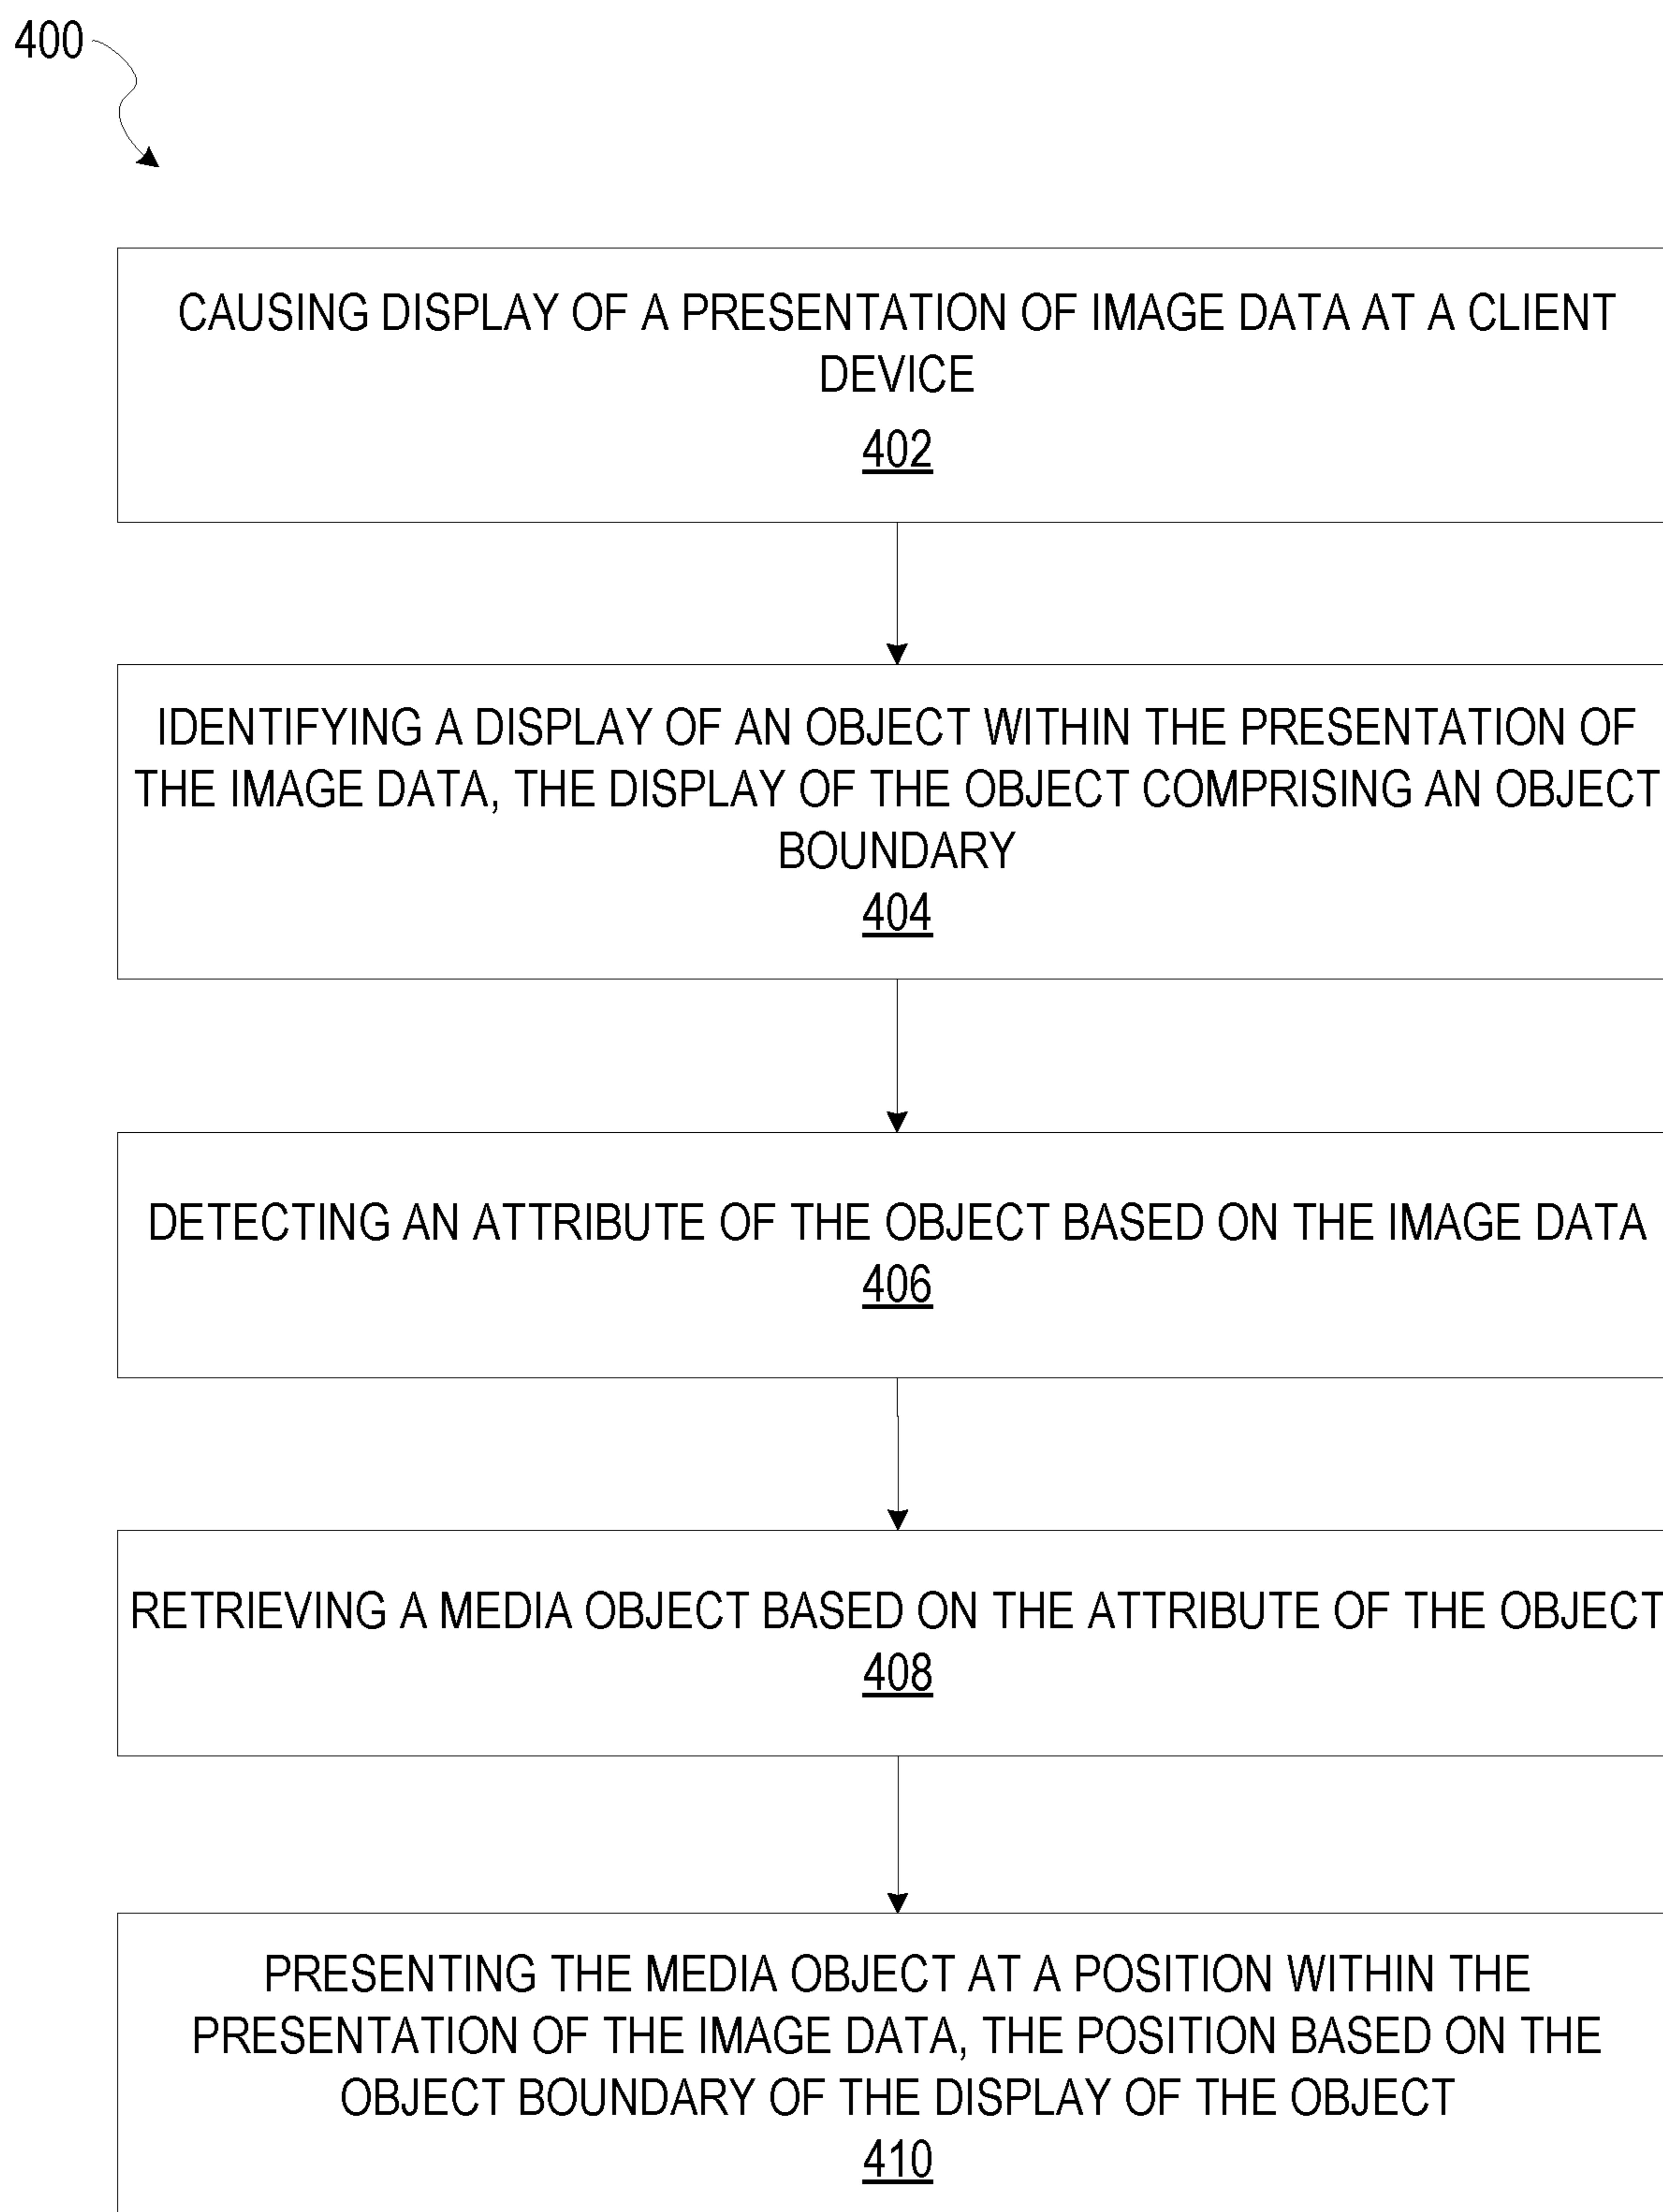 400
CAUSING DISPLAY OF A PRESENTATION OF IMAGE DATA AT A CLIENT
DEVICE
402
IDENTIFYING A DISPLAY OF AN OBJECT WITHIN THE PRESENTATION OF
THE IMAGE DATA, THE DISPLAY OF THE OBJECT COMPRISING AN OBJECT
BOUNDARY
404
DETECTING AN ATTRIBUTE OF THE OBJECT BASED ON THE IMAGE DATA
406
RETRIEVING A MEDIA OBJECT BASED ON THE ATTRIBUTE OF THE OBJECT
408
PRESENTING THE MEDIA OBJECT AT A POSITION WITHIN THE
PRESENTATION OF THE IMAGE DATA, THE POSITION BASED ON THE
OBJECT BOUNDARY OF THE DISPLAY OF THE OBJECT
410